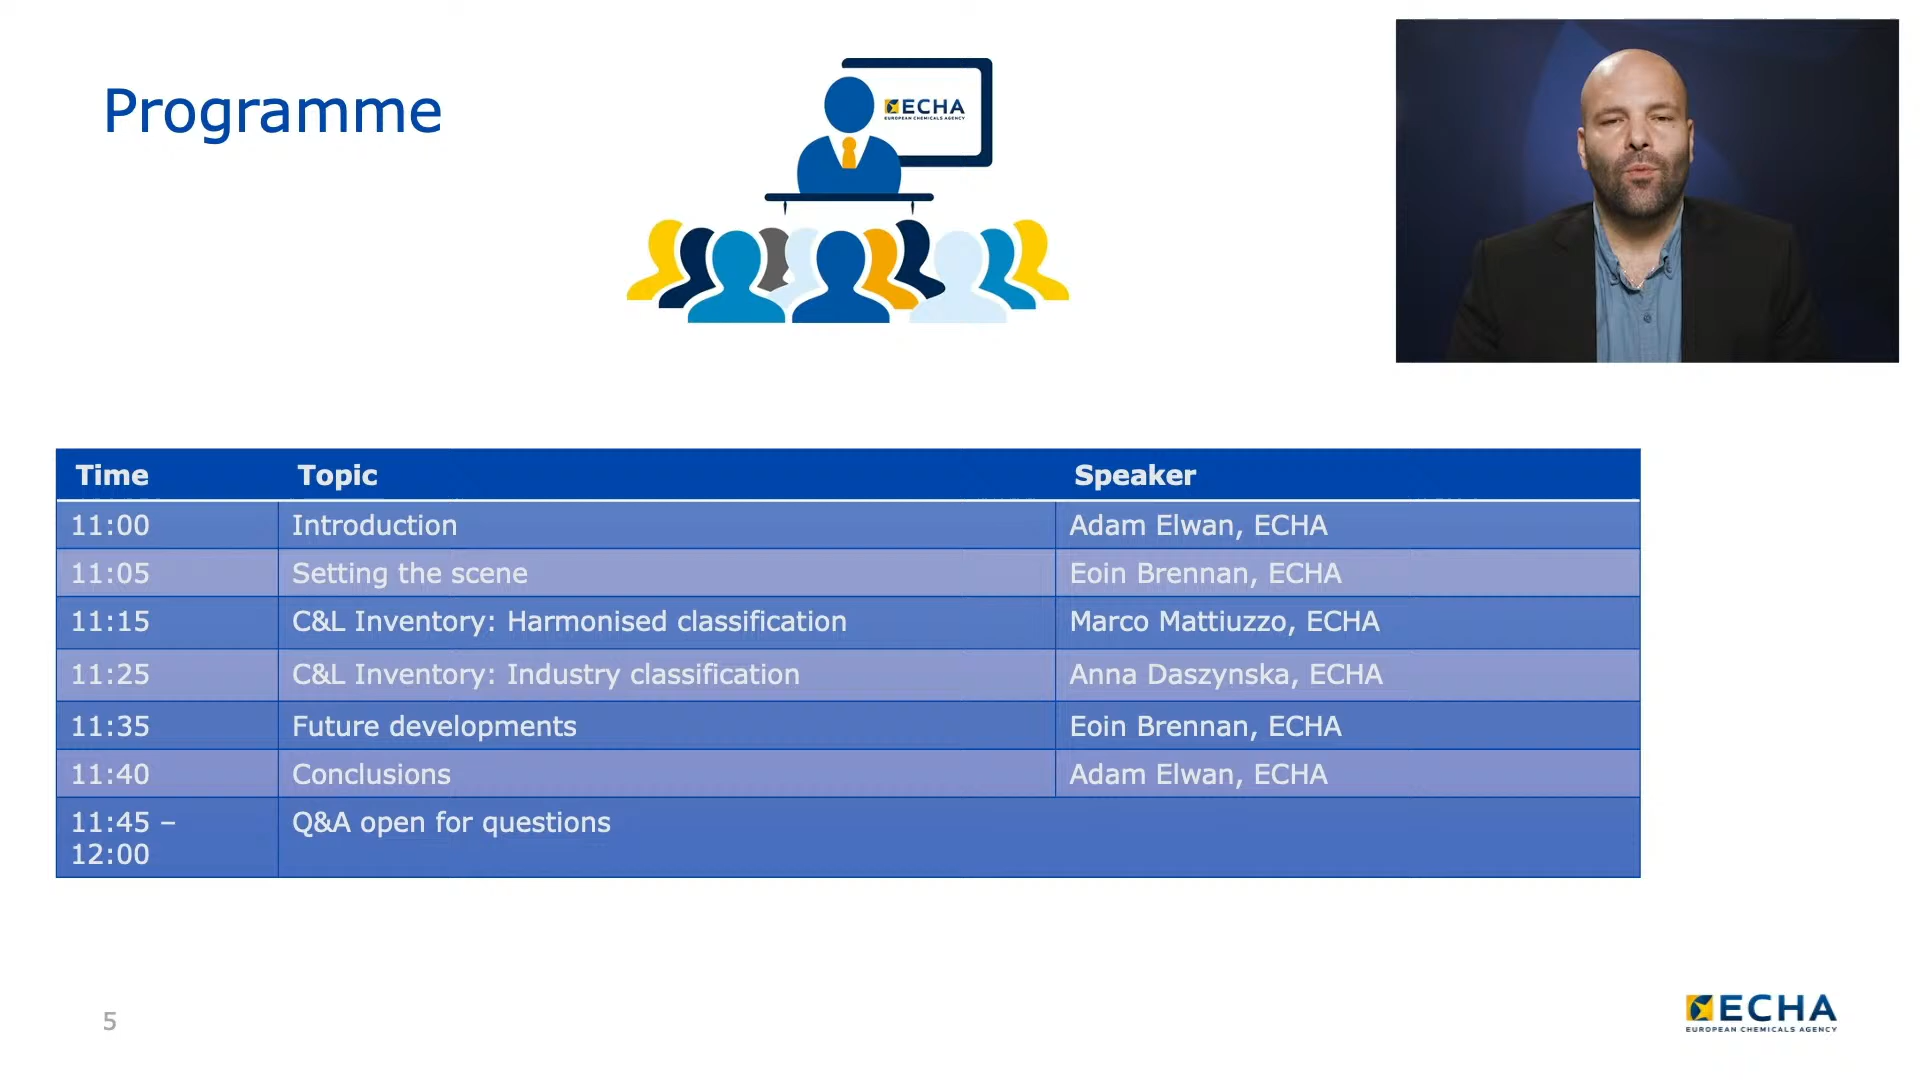 Programme
ECHA
EUROPEAN CHEMICALS AGENCY
Time Topic Speaker
11:00 Introduction Adam Elwan, ECHA
11:05 Setting the scene Eoin Brennan, ECHA
11:15 C&L Inventory: Harmonised classification Marco Mattiuzzo, ECHA
11:25 C&L Inventory: Industry classification Anna Daszynska, ECHA
11:35 Future developments Eoin Brennan, ECHA
11:40 Conclusions Adam Elwan, ECHA
11:45 – Q&A open for questions
12:00
5
ECHA
EUROPEAN CHEMICALS AGENCY